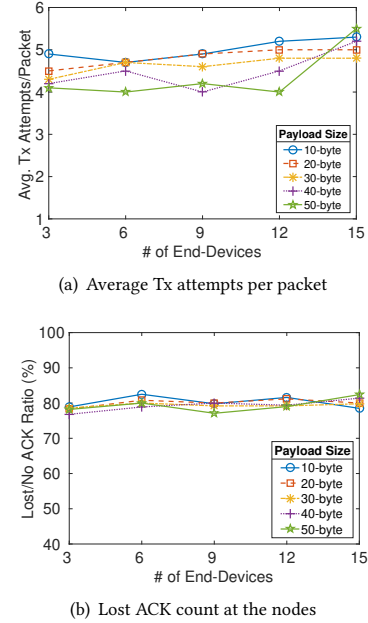 6
5
4
3
2
1
Avg. Tx Attempts/Packet
Payload Size
10-byte
20-byte
30-byte
40-byte
50-byte
3 6 9 12 15
# of End-Devices
(a) Average Tx attempts per packet
100
90
80
70
60
50
40
Lost/No ACK Ratio (%)
Payload Size
10-byte
20-byte
30-byte
40-byte
50-byte
3 6 9 12 15
# of End-Devices
(b) Lost ACK count at the nodes